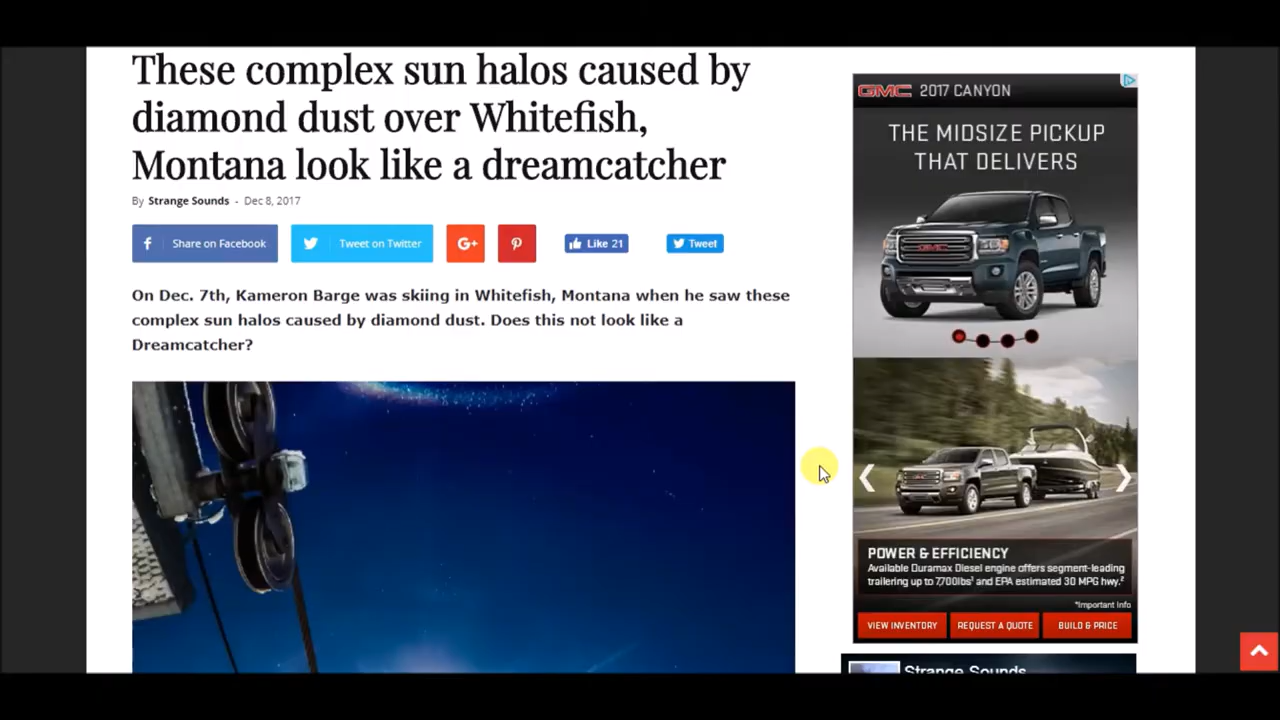 These complex sun halos caused by
diamond dust over Whitefish,
Montana look like a dreamcatcher
By Strange Sounds - Dec 8, 2017
Share on Facebook
Tweet on Twitter
G+
Like 21
Tweet
On Dec. 7th, Kameron Barge was skiing in Whitefish, Montana when he saw these
complex sun halos caused by diamond dust. Does this not look like a
Dreamcatcher?
GMC 2017 CANYON
THE MIDSIZE PICKUP
THAT DELIVERS
POWER & EFFICIENCY
Available Duramax Diesel engine offers segment-leading
trailering up to 7,700lbs¹ and EPA estimated 30 MPG hwy.²
*Important Info
VIEW INVENTORY
REQUEST A QUOTE
BUILD & PRICE
Strange Sounds